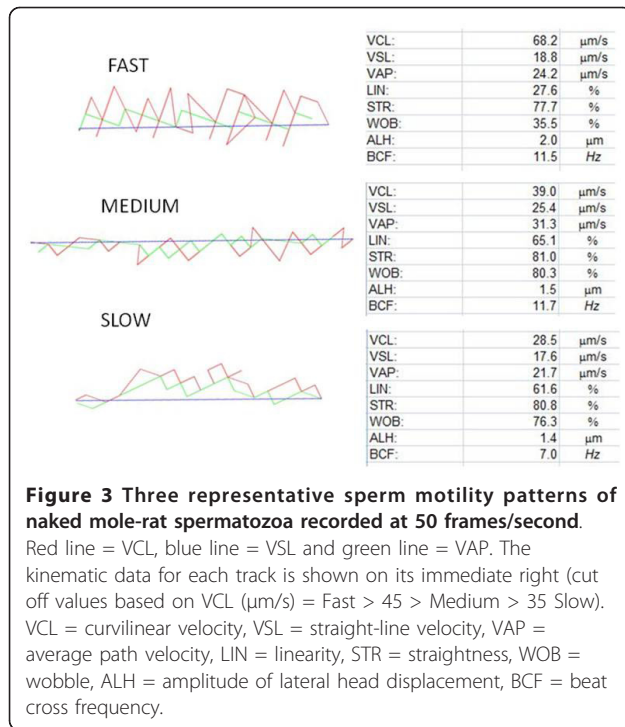 FAST
VCL: 68.2 µm/s
VSL: 18.8 µm/s
VAP: 24.2 µm/s
LIN: 27.6 %
STR: 77.7 %
WOB: 35.5 %
ALH: 2.0 µm
BCF: 11.5 Hz
MEDIUM
VCL: 39.0 µm/s
VSL: 25.4 µm/s
VAP: 31.3 µm/s
LIN: 65.1 %
STR: 81.0 %
WOB: 80.3 %
ALH: 1.5 µm
BCF: 11.7 Hz
SLOW
VCL: 28.5 µm/s
VSL: 17.6 µm/s
VAP: 21.7 µm/s
LIN: 61.6 %
STR: 80.8 %
WOB: 76.3 %
ALH: 1.4 µm
BCF: 7.0 Hz
Figure 3 Three representative sperm motility patterns of
naked mole-rat spermatozoa recorded at 50 frames/second.
Red line = VCL, blue line = VSL and green line = VAP. The
kinematic data for each track is shown on its immediate right (cut
off values based on VCL (µm/s) = Fast > 45 > Medium > 35 Slow).
VCL = curvilinear velocity, VSL = straight-line velocity, VAP =
average path velocity, LIN = linearity, STR = straightness, WOB =
wobble, ALH = amplitude of lateral head displacement, BCF = beat
cross frequency.